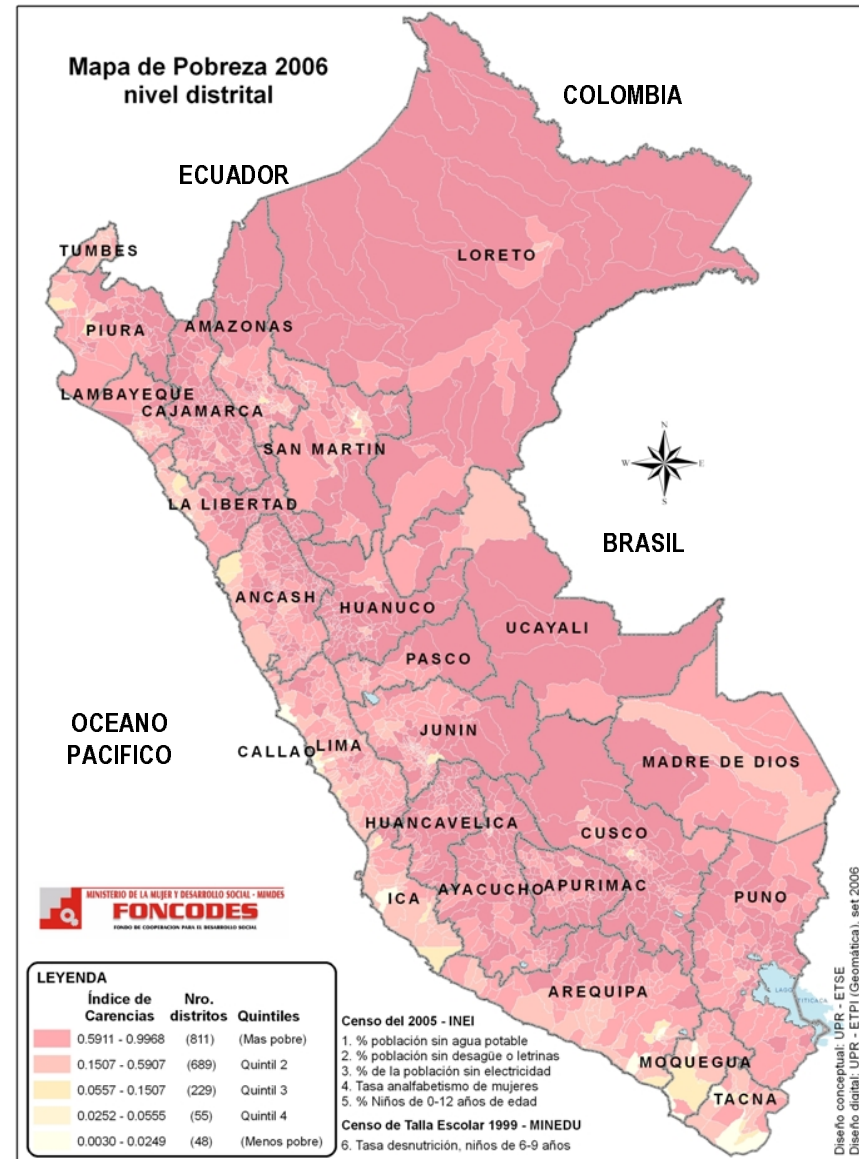 Mapa de Pobreza 2006
nivel distrital
COLOMBIA
ECUADOR
TUMBES
LORETO
PIURA
AMAZONAS
LAMBAYEQUE
CAJAMARCA
SAN MARTIN
N
W
E
S
LA LIBERTAD
BRASIL
ANCASH
HUANUCO
UCAYALI
PASCO
OCEANO
PACIFICO
JUNIN
CALLAO
LIMA
MADRE DE DIOS
HUANCAVELICA
CUSCO
ICA
AYACUCHO
APURIMAC
PUNO
MINISTERIO DE LA MUJER Y DESARROLLO SOCIAL - MIMDES
FONCODES
FONDO DE COOPERACION PARA EL DESARROLLO SOCIAL
LAGO
TITICACA
AREQUIPA
MOQUEGUA
TACNA
LEYENDA
Índice de Carencias Nro. distritos Quintiles
0.5911 - 0.9968 (811) (Mas pobre)
0.1507 - 0.5907 (689) Quintil 2
0.0557 - 0.1507 (229) Quintil 3
0.0252 - 0.0555 (55) Quintil 4
0.0030 - 0.0249 (48) (Menos pobre)
Censo del 2005 - INEI
1. % población sin agua potable
2. % población sin desagüe o letrinas
3. % de la población sin electricidad
4. Tasa analfabetismo de mujeres
5. % Niños de 0-12 años de edad
Censo de Talla Escolar 1999 - MINEDU
6. Tasa desnutrición, niños de 6-9 años
Diseño conceptual: UPR - ETSE
Diseño digital: UPR - ETPI (Geomática). set 2006